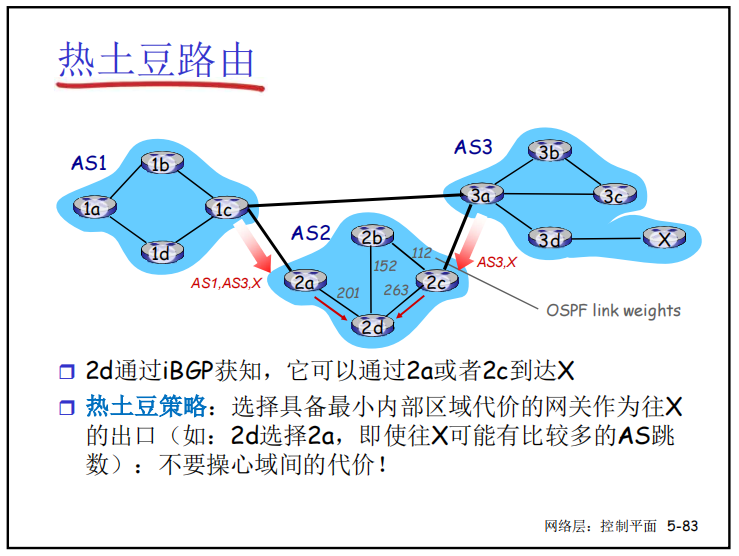 热土豆路由
AS1
1b
1a
1c
1d
AS3
3b
3a
3c
3d
X
AS2
2b
2a
2c
2d
152
112
201
263
AS1,AS3,X
AS3,X
OSPF link weights
2d通过iBGP获知，它可以通过2a或者2c到达X
热土豆策略：选择具备最小内部区域代价的网关作为往X
的出口（如：2d选择2a，即使往X可能有比较多的AS跳
数）：不要操心域间的代价！
网络层：控制平面 5-83